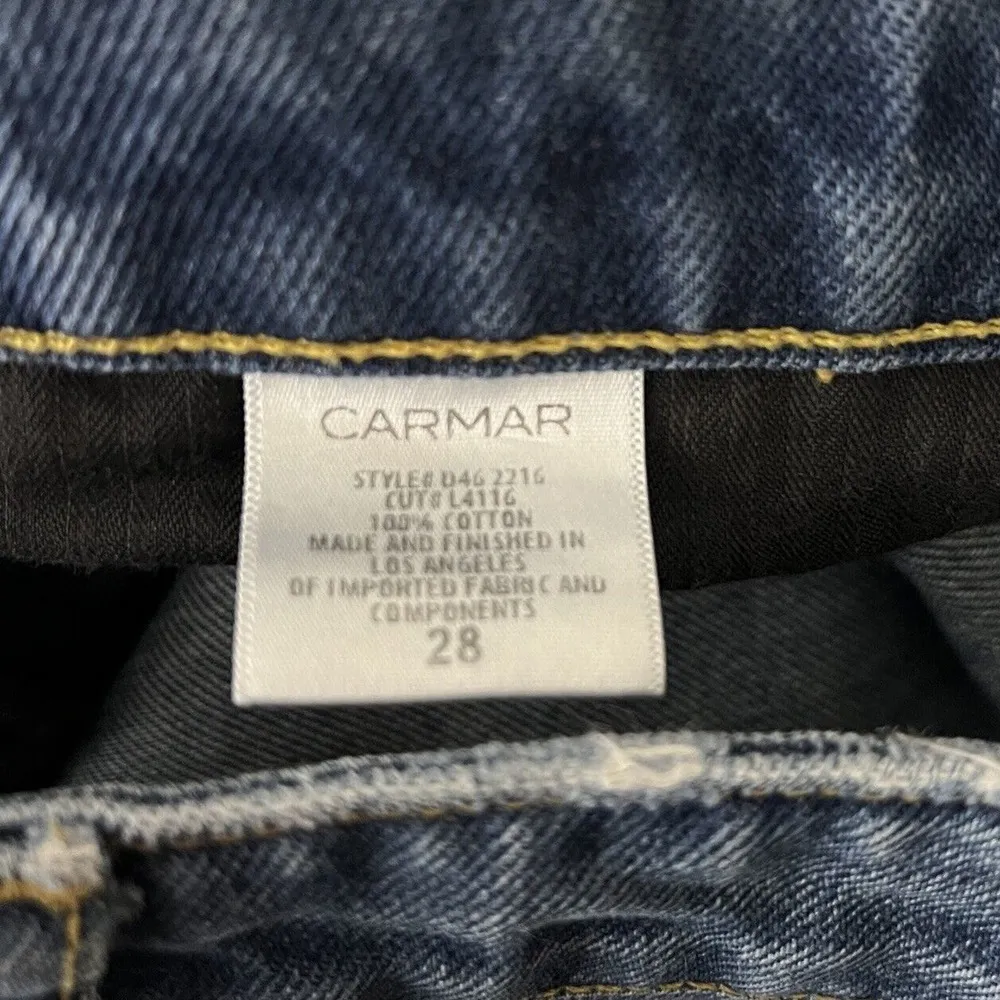 CARMAR
STYLE# D46 2216
CUT# L4116
100% COTTON
MADE AND FINISHED IN
LOS ANGELES
OF IMPORTED FABRIC AND
COMPONENTS
28